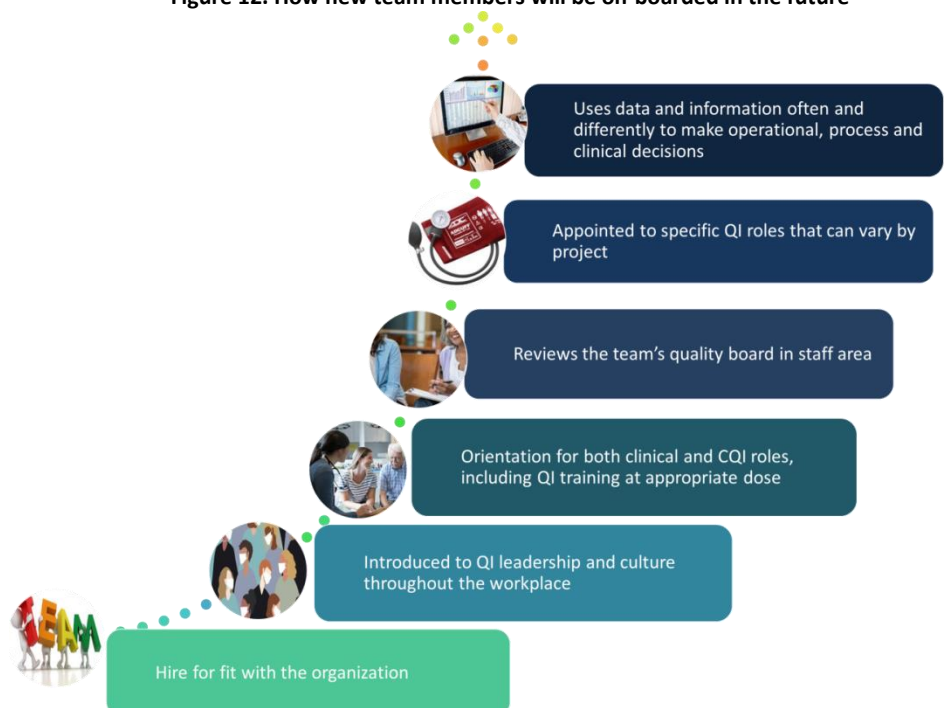 Figure 12: How new team members will be on-boarded in the future
Uses data and information often and
differently to make operational, process and
clinical decisions
Appointed to specific QI roles that can vary by
project
Reviews the team's quality board in staff area
Orientation for both clinical and CQI roles,
including QI training at appropriate dose
Introduced to QI leadership and culture
throughout the workplace
TEAM
Hire for fit with the organization